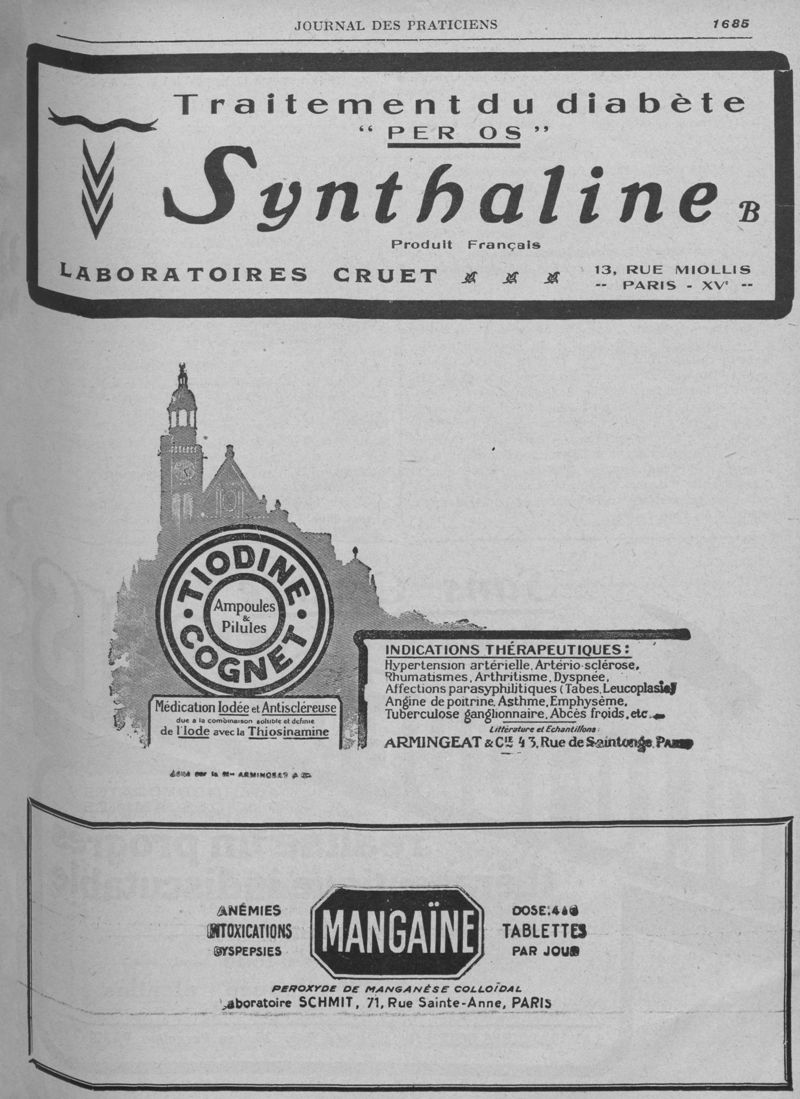 JOURNAL DES PRATICIENS
1685
Traitement du diabète
“ PER OS ”
Synthaline B
Produit Français
LABORATOIRES CRUET
13, RUE MIOLLIS
-- PARIS - XVᵉ --
TIODINE
COGNET
Ampoules
&
Pilules
Médication Iodée et Antiscléreuse
due à la combinaison soluble et définie
de l'Iode avec la Thiosinamine
INDICATIONS THÉRAPEUTIQUES :
Hypertension artérielle, Artério-sclérose,
Rhumatismes, Arthritisme, Dyspnée,
Affections parasyphilitiques (Tabes, Leucoplasie)
Angine de poitrine, Asthme, Emphysème,
Tuberculose ganglionnaire, Abcès froids, etc.
Littérature et Echantillons :
ARMINGEAT & Cⁱᴱ 43, Rue de Saintonge, PARIS
ANÉMIES
INTOXICATIONS
DYSPEPSIES
MANGAÏNE
DOSE: 4 à
TABLETTES
PAR JOUR
PEROXYDE DE MANGANÈSE COLLOÏDAL
Laboratoire SCHMIT, 71, Rue Sainte-Anne, PARIS